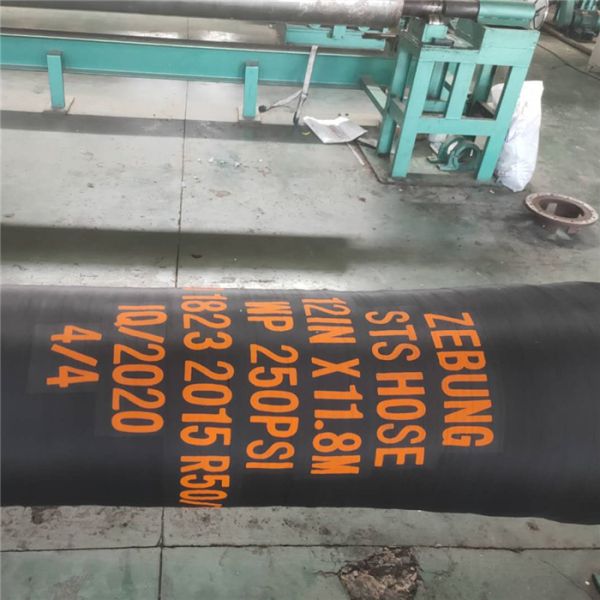 ZEBUNG
STS HOSE
12IN X 11.8M
WP 250PSI
1823 2015 R50/
10/2020
4/4